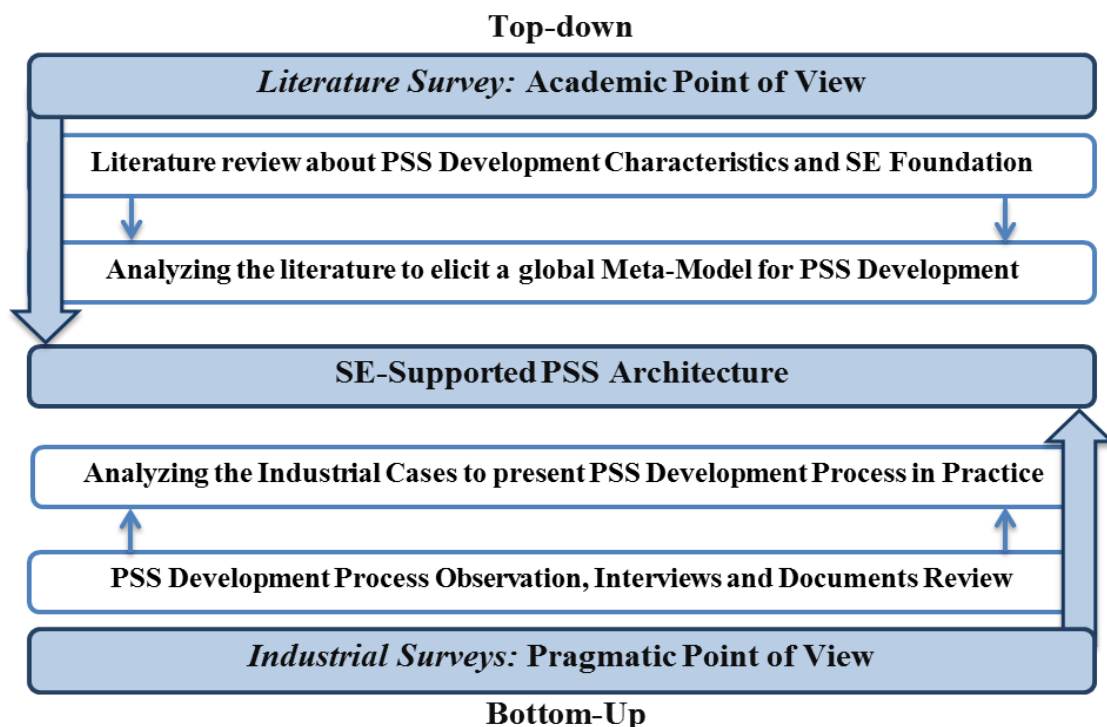 Top-down
Literature Survey: Academic Point of View
Literature review about PSS Development Characteristics and SE Foundation
Analyzing the literature to elicit a global Meta-Model for PSS Development
SE-Supported PSS Architecture
Analyzing the Industrial Cases to present PSS Development Process in Practice
PSS Development Process Observation, Interviews and Documents Review
Industrial Surveys: Pragmatic Point of View
Bottom-Up